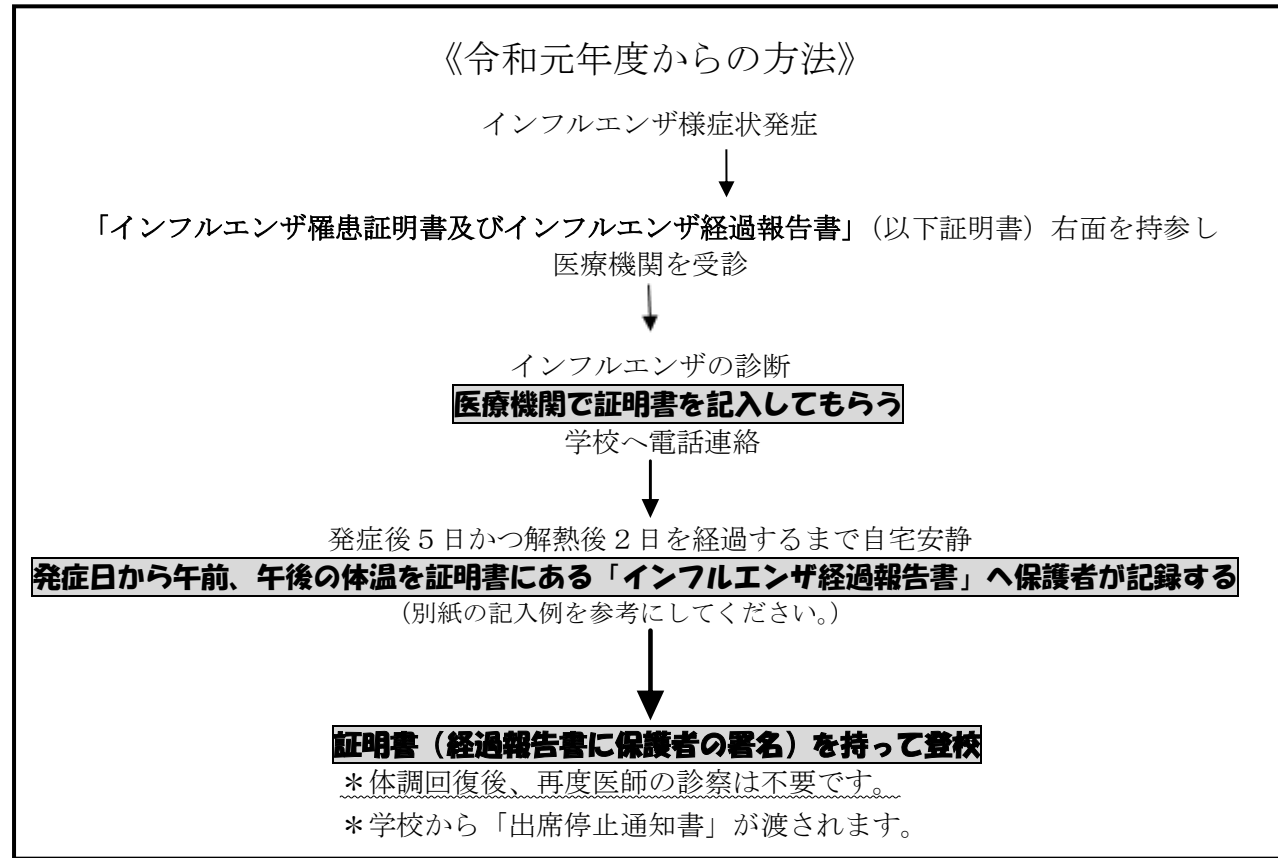 《令和元年度からの方法》
インフルエンザ様症状発症
「インフルエンザ罹患証明書及びインフルエンザ経過報告書」（以下証明書）右面を持参し
医療機関を受診
インフルエンザの診断
医療機関で証明書を記入してもらう
学校へ電話連絡
発症後５日かつ解熱後２日を経過するまで自宅安静
発症日から午前、午後の体温を証明書にある「インフルエンザ経過報告書」へ保護者が記録する
（別紙の記入例を参考にしてください。）
証明書（経過報告書に保護者の署名）を持って登校
＊体調回復後、再度医師の診察は不要です。
＊学校から「出席停止通知書」が渡されます。